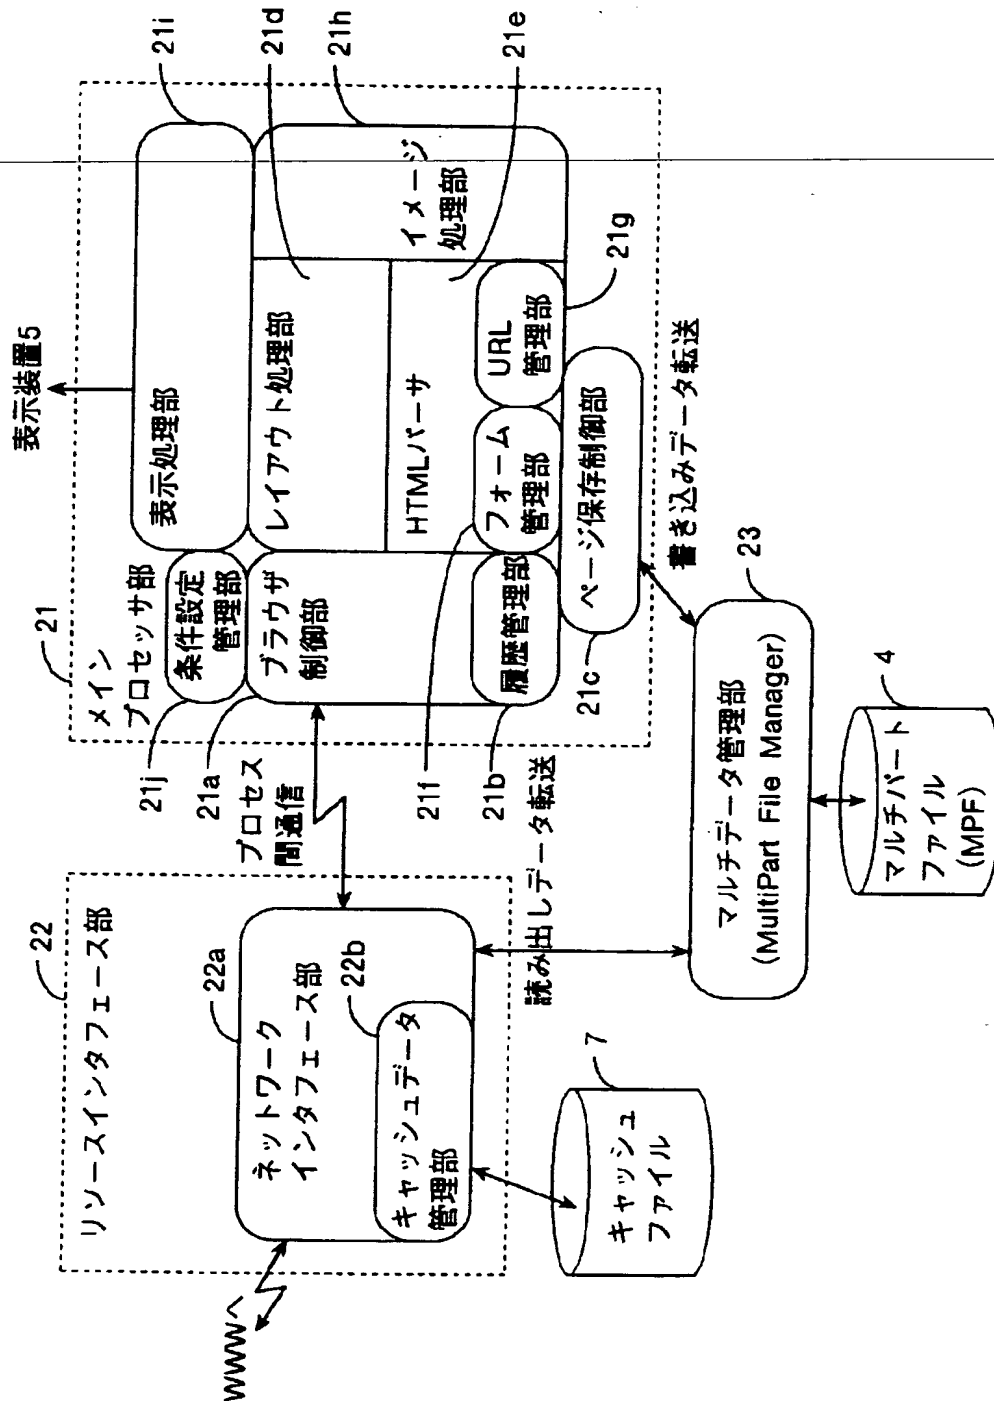 WWWへ
リソースインタフェース部
22
ネットワーク
インタフェース部
22a
キャッシュデータ
管理部
22b
キャッシュ
ファイル
7
プロセス
間通信
読み出しデータ転送
メイン
プロセッサ部
21
表示装置5
条件設定
管理部
21j
表示処理部
21i
ブラウザ
制御部
21a
レイアウト処理部
21d
イメージ
処理部
21h
HTMLパーサ
21e
履歴管理部
21b
フォーム
管理部
21f
URL
管理部
21g
ページ保存制御部
21c
書き込みデータ転送
マルチデータ管理部
(MultiPart File Manager)
23
マルチパート
ファイル
(MPF)
4